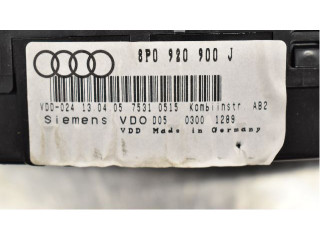 8P0 920 900 J
VDD-024 13.04.05 7531 0515 Kombiinstr. AB2
Siemens VDO D05 0300 1289
VDD Made in Germany